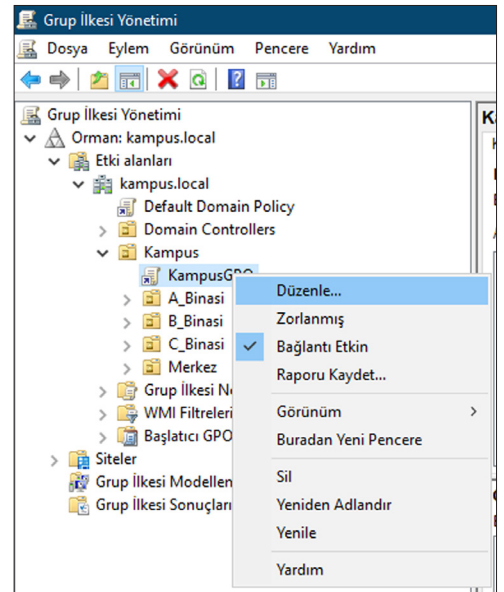 Grup İlkesi Yönetimi
Dosya Eylem Görünüm Pencere Yardım
Grup İlkesi Yönetimi
Orman: kampus.local
Etki alanları
kampus.local
Default Domain Policy
Domain Controllers
Kampus
KampusGPO
Düzenle...
A_Binasi
Zorlanmış
B_Binasi
Bağlantı Etkin
C_Binasi
Raporu Kaydet...
Merkez
Grup İlkesi
Görünüm
WMI Filtreleri
Buradan Yeni Pencere
Başlatıcı GPO
Siteler
Sil
Grup İlkesi
Yeniden Adlandır
Grup İlkesi Sonuçları
Yenile
Yardım